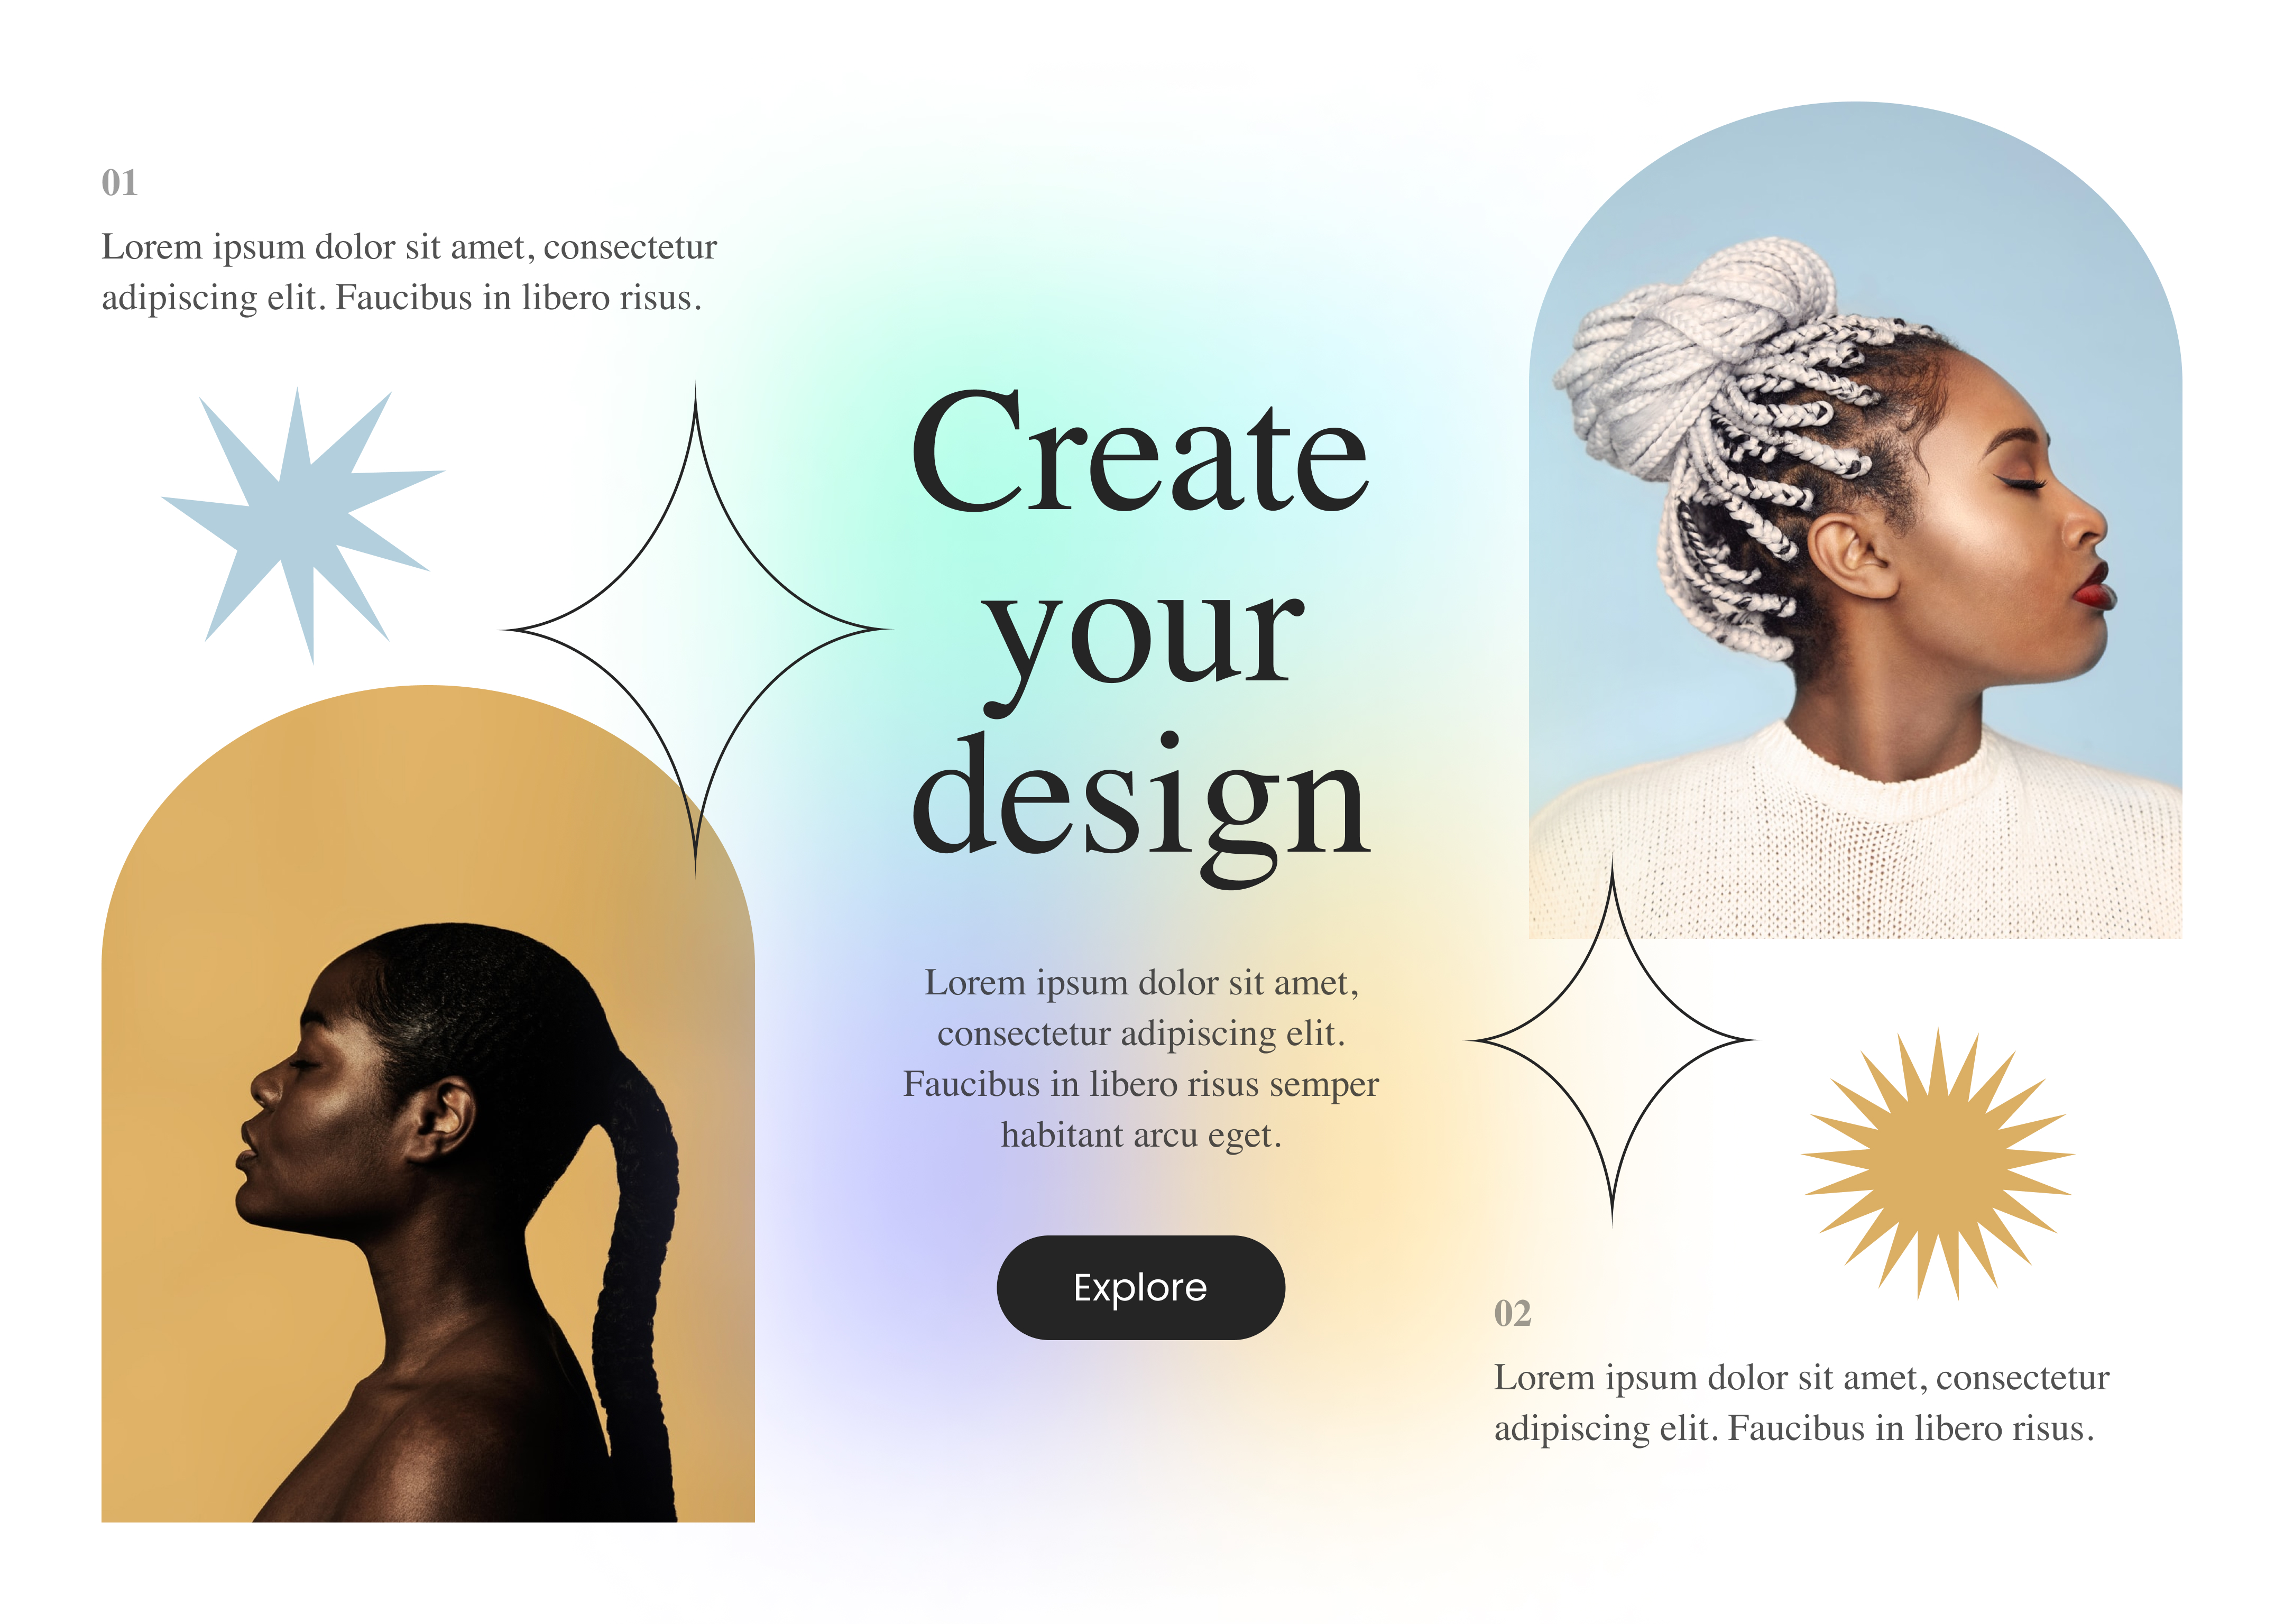 01
Lorem ipsum dolor sit amet, consectetur
adipiscing elit. Faucibus in libero risus.
Create
your
design
Lorem ipsum dolor sit amet,
consectetur adipiscing elit.
Faucibus in libero risus semper
habitant arcu eget.
Explore
02
Lorem ipsum dolor sit amet, consectetur
adipiscing elit. Faucibus in libero risus.